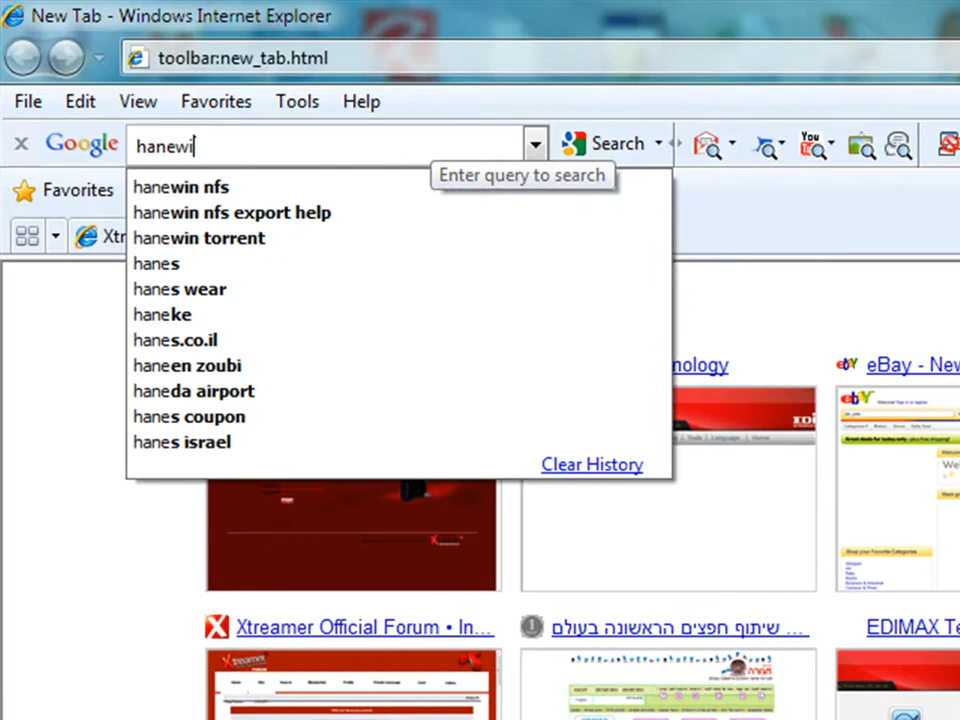 New Tab - Windows Internet Explorer
toolbar:new_tab.html
File Edit View Favorites Tools Help
Google hanewi Search
Enter query to search
Favorites
hanewin nfs
hanewin nfs export help
hanewin torrent
Xtr
hanes
hanes wear
haneke
hanes.co.il
haneen zoubi
haneda airport
hanes coupon
hanes israel
Clear History
nology
eBay - New
Xtreamer Official Forum • In...
שיתוף חפצים הראשונה בעולם ...
EDIMAX Te